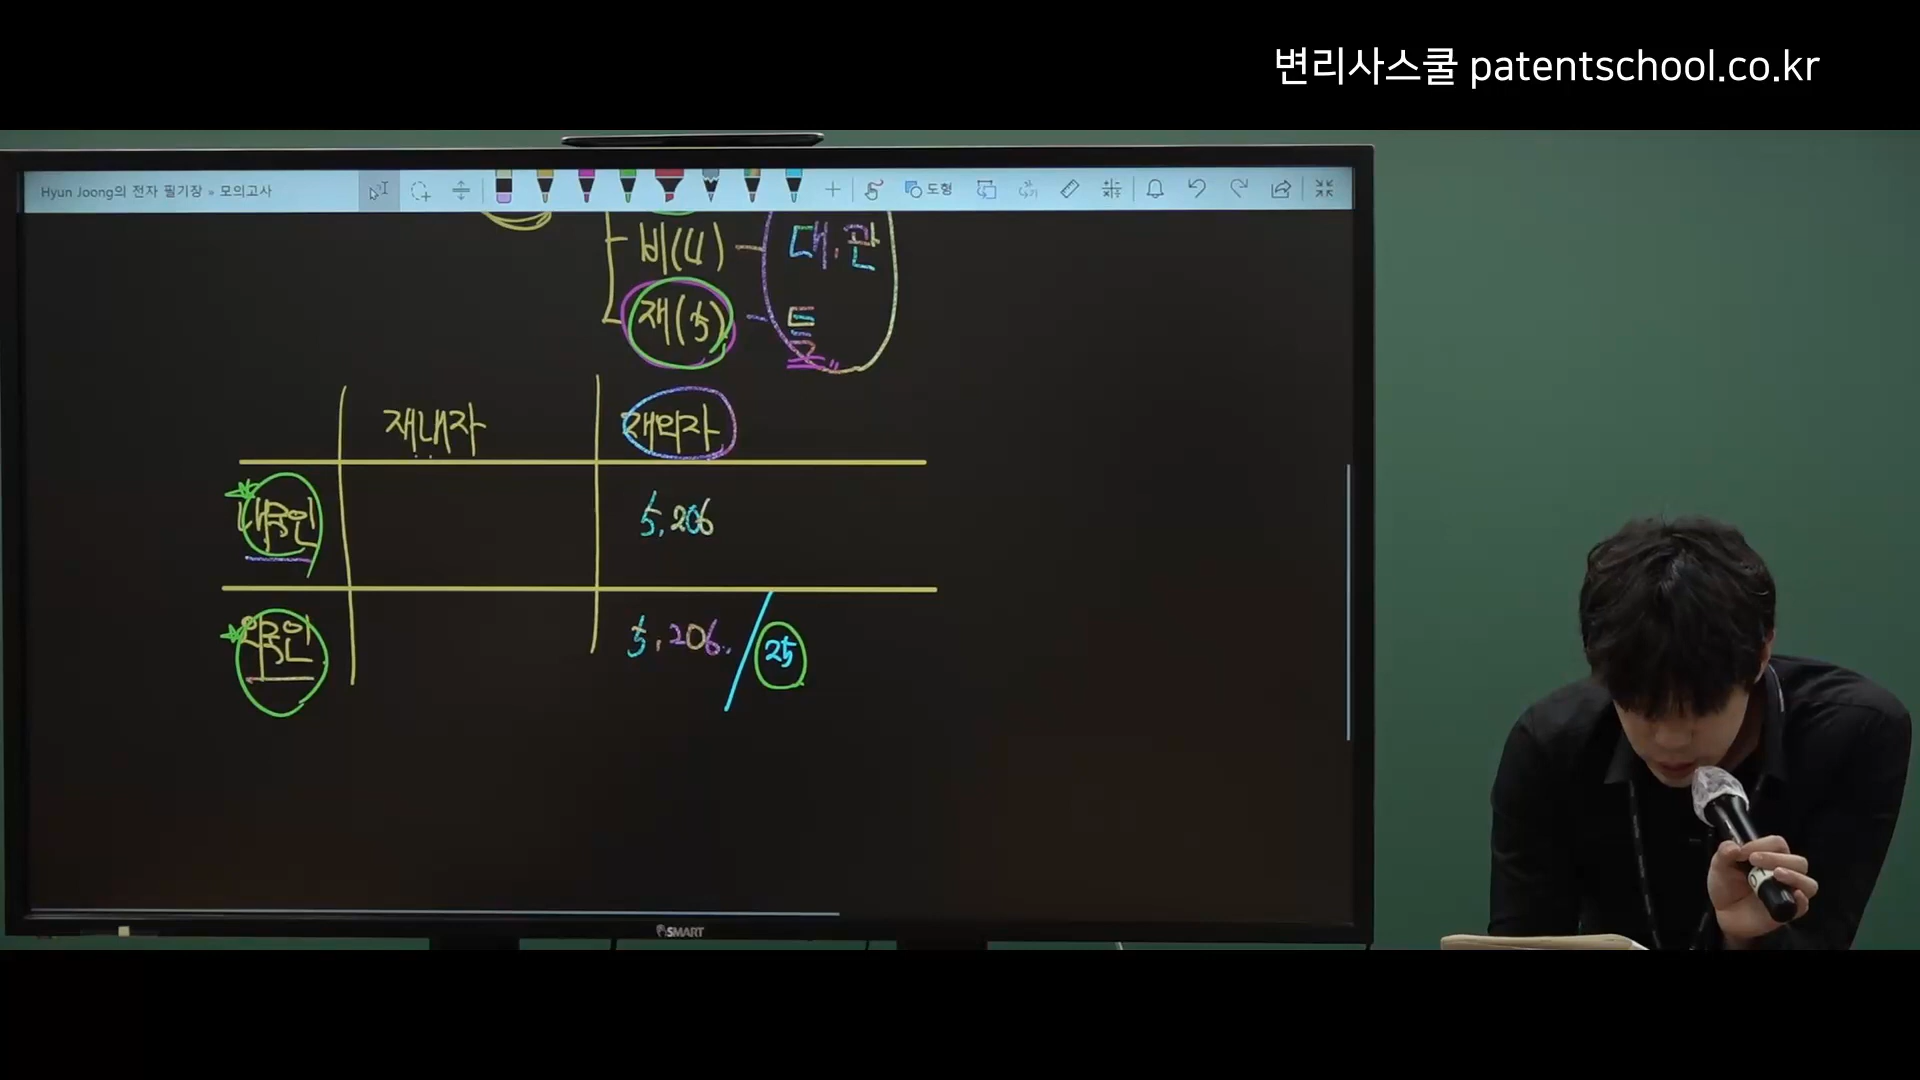 변리사스쿨 patentschool.co.kr
Hyun Joong의 전자 필기장 » 모의고사
도형
비(4) - 대.관
재(5) - 특
재내자 재외자
내국인 5.206
외국인 5.206.. / 25
SMART